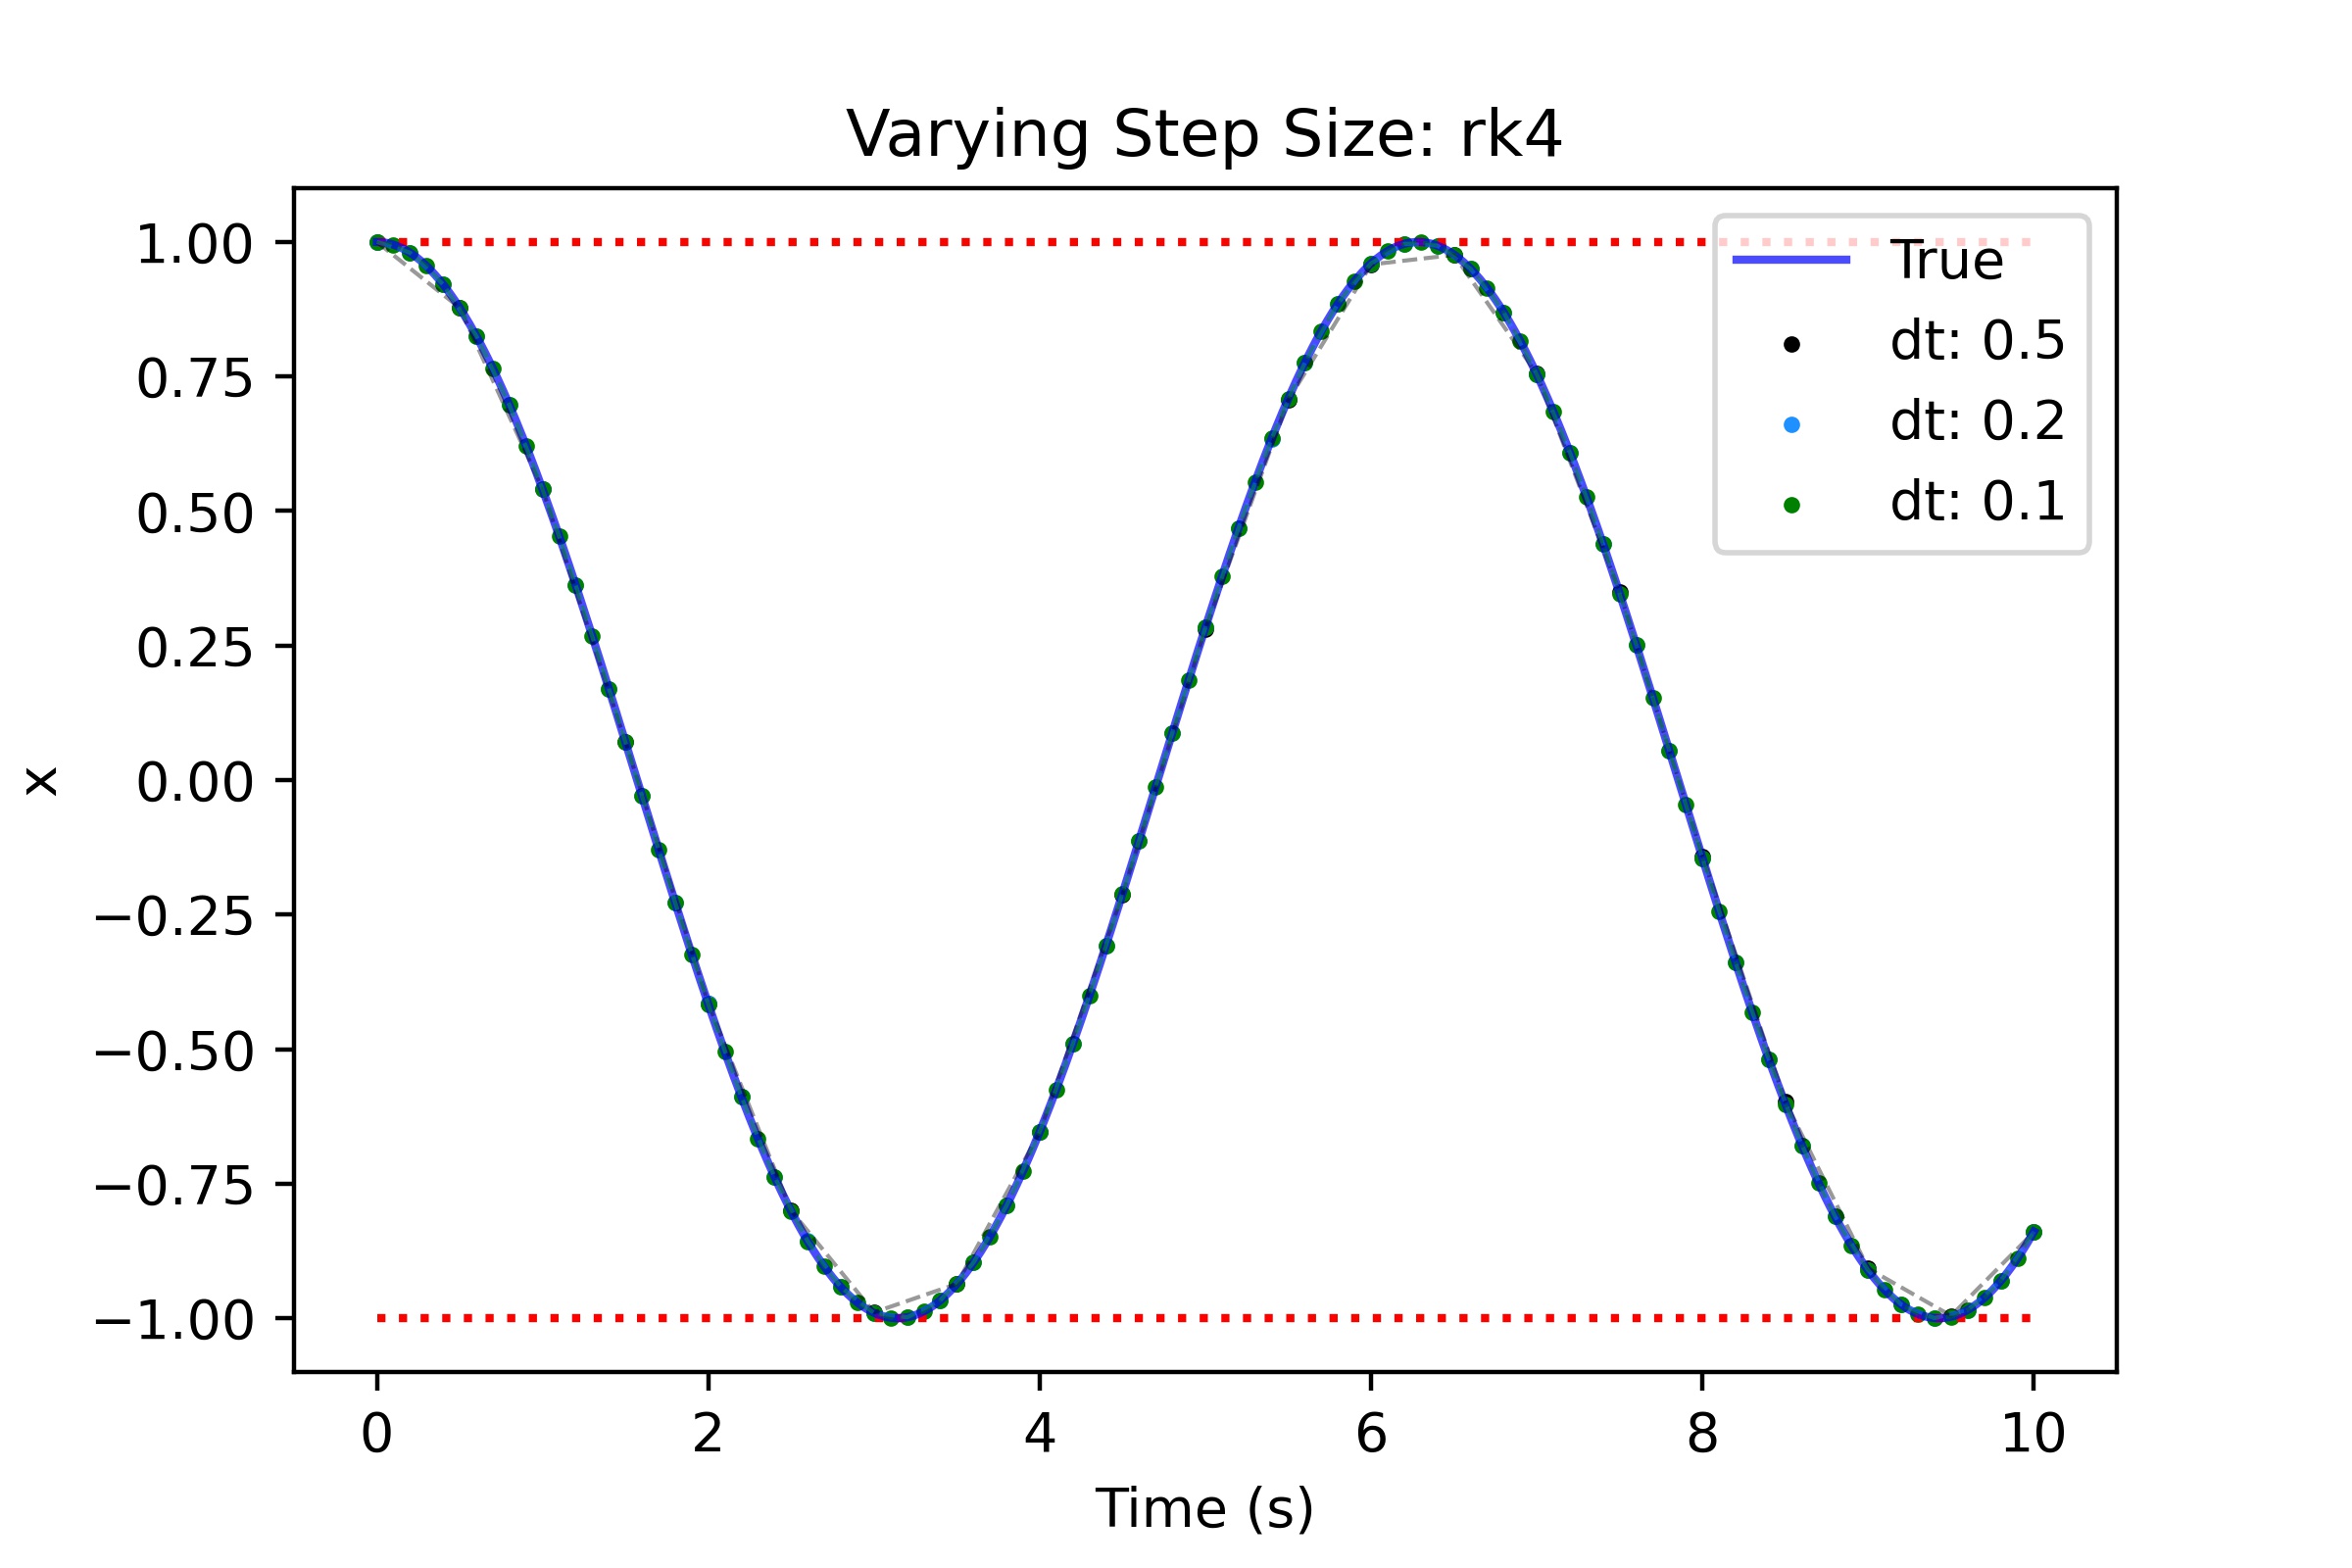 Varying Step Size: rk4
1.00
0.75
0.50
0.25
0.00
−0.25
−0.50
−0.75
−1.00
x
True
dt: 0.5
dt: 0.2
dt: 0.1
0 2 4 6 8 10
Time (s)